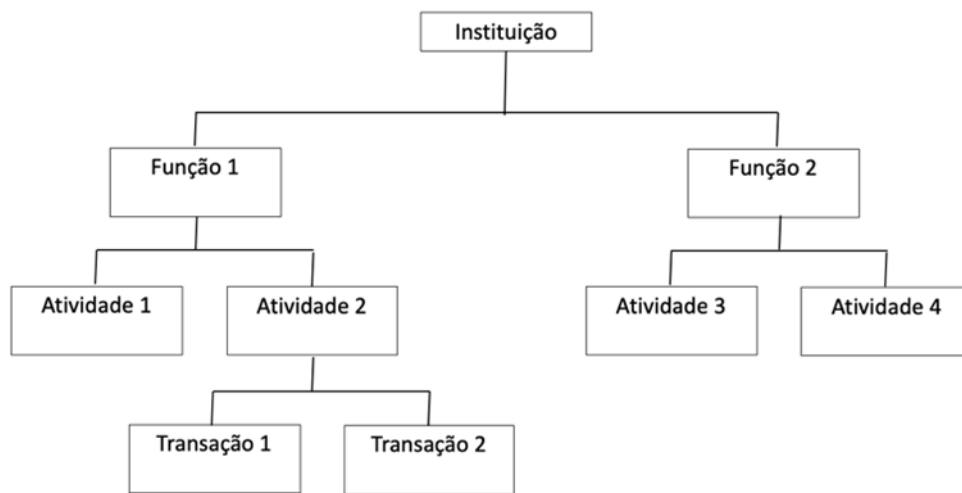 Instituição
Função 1
Função 2
Atividade 1
Atividade 2
Atividade 3
Atividade 4
Transação 1
Transação 2